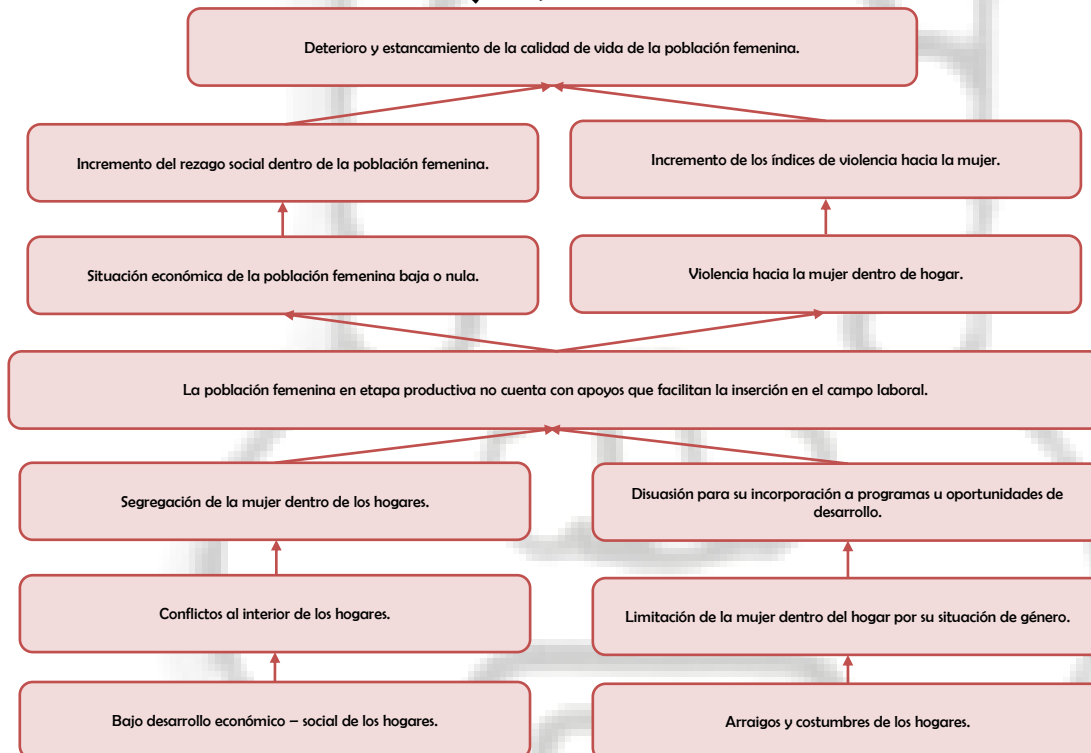 Deterioro y estancamiento de la calidad de vida de la población femenina.
Incremento del rezago social dentro de la población femenina.
Incremento de los índices de violencia hacia la mujer.
Situación económica de la población femenina baja o nula.
Violencia hacia la mujer dentro de hogar.
La población femenina en etapa productiva no cuenta con apoyos que facilitan la inserción en el campo laboral.
Segregación de la mujer dentro de los hogares.
Disuasión para su incorporación a programas u oportunidades de
desarrollo.
Conflictos al interior de los hogares.
Limitación de la mujer dentro del hogar por su situación de género.
Bajo desarrollo económico – social de los hogares.
Arraigos y costumbres de los hogares.